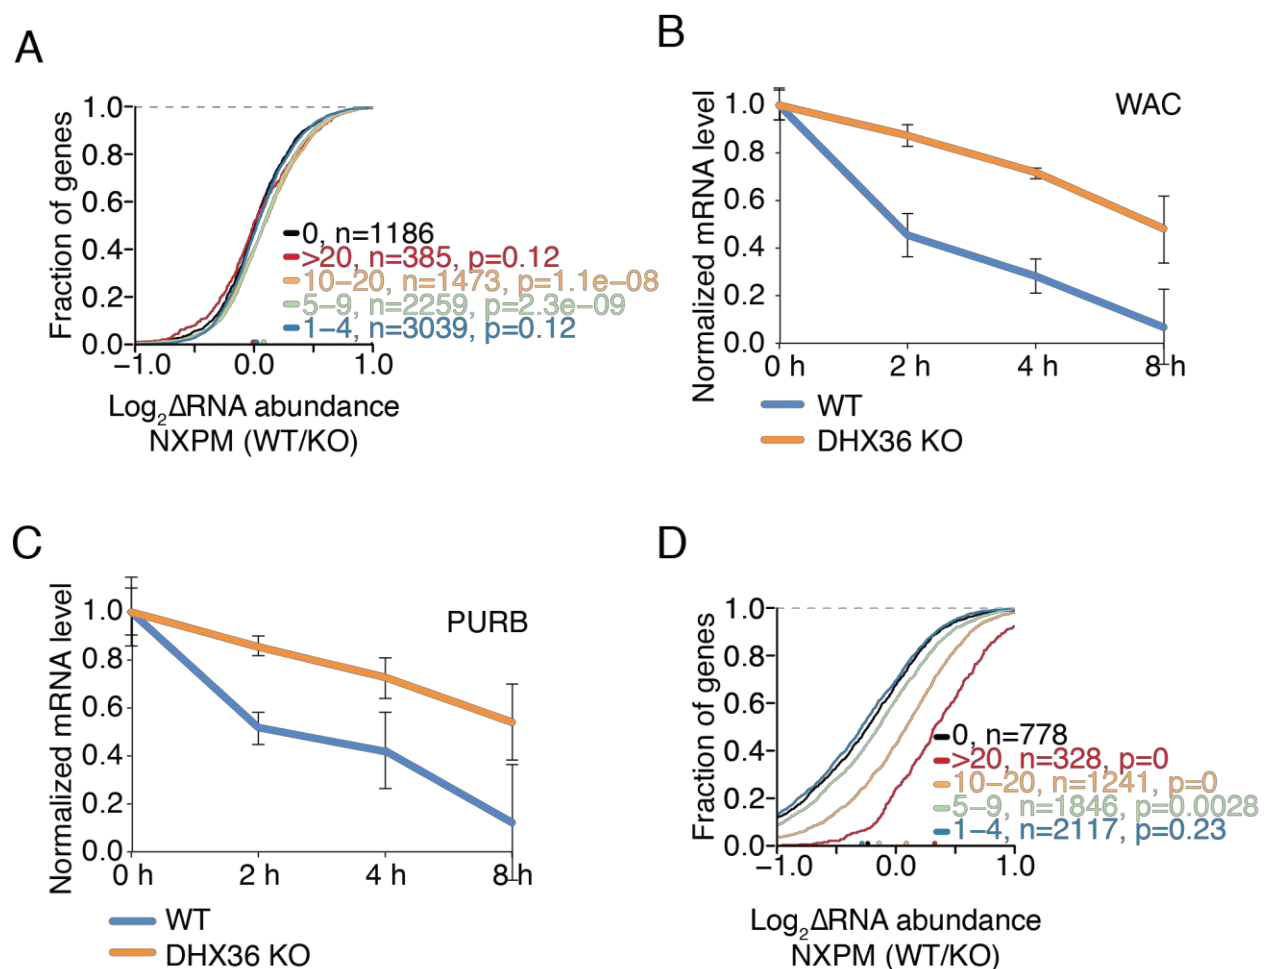 A
Fraction of genes
1.0
0.8
0.6
0.4
0.2
0.0
0, n=1186
>20, n=385, p=0.12
10–20, n=1473, p=1.1e–08
5–9, n=2259, p=2.3e–09
1–4, n=3039, p=0.12
−1.0 0.0 1.0
Log₂ΔRNA abundance
NXPM (WT/KO)
B
WAC
Normalized mRNA level
1.0
0.8
0.6
0.4
0.2
0.0
0 h 2 h 4 h 8 h
WT
DHX36 KO
C
PURB
Normalized mRNA level
1.0
0.8
0.6
0.4
0.2
0.0
0 h 2 h 4 h 8 h
WT
DHX36 KO
D
Fraction of genes
1.0
0.8
0.6
0.4
0.2
0.0
0, n=778
>20, n=328, p=0
10–20, n=1241, p=0
5–9, n=1846, p=0.0028
1–4, n=2117, p=0.23
−1.0 0.0 1.0
Log₂ΔRNA abundance
NXPM (WT/KO)